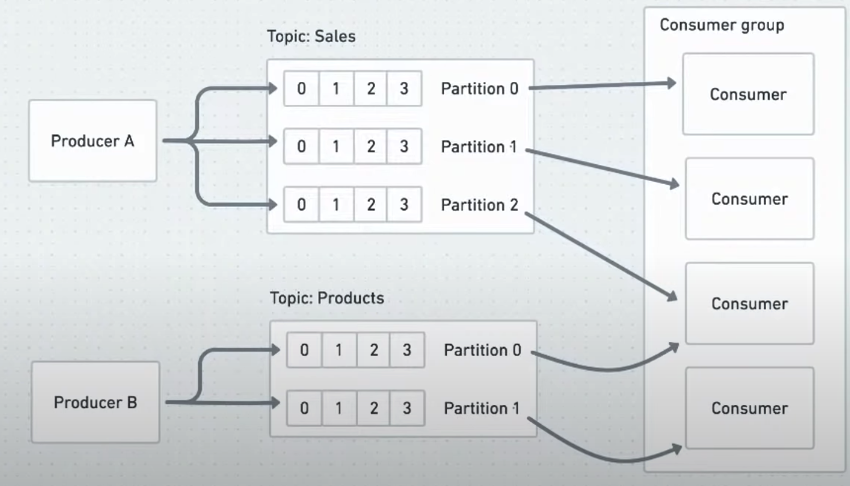 Consumer group
Topic: Sales
0 1 2 3 Partition 0
Consumer
Producer A
0 1 2 3 Partition 1
Consumer
0 1 2 3 Partition 2
Topic: Products
Consumer
0 1 2 3 Partition 0
Producer B
0 1 2 3 Partition 1
Consumer